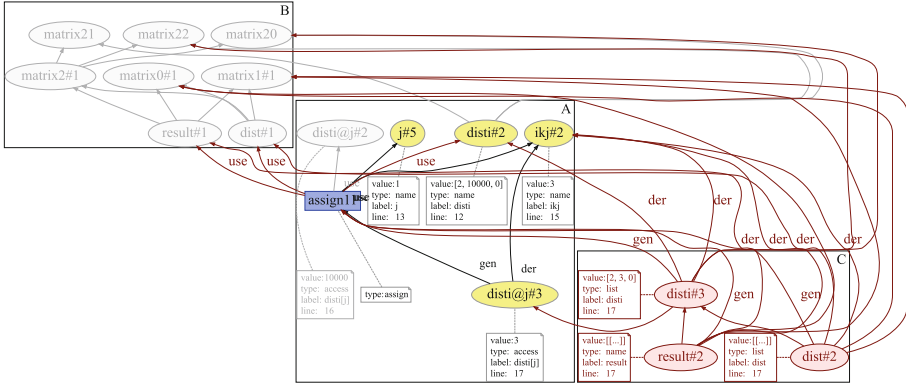 B
matrix21
matrix22
matrix20
matrix2#1
matrix0#1
matrix1#1
result#1
dist#1
A
disti@j#2
j#5
disti#2
ikj#2
use
use
use
use
assign11
use
value:1
type: name
label: j
line: 13
value:[2, 10000, 0]
type: name
label: disti
line: 12
value:3
type: name
label: ikj
line: 15
der
der
der
der
der
der
gen
gen
der
gen
gen
value:10000
type: access
label: disti[j]
line: 16
type:assign
disti@j#3
value:3
type: access
label: disti[j]
line: 17
C
value:[2, 3, 0]
type: list
label: disti
line: 17
disti#3
value:[[...]]
type: name
label: result
line: 17
result#2
value:[[...]]
type: list
label: dist
line: 17
dist#2